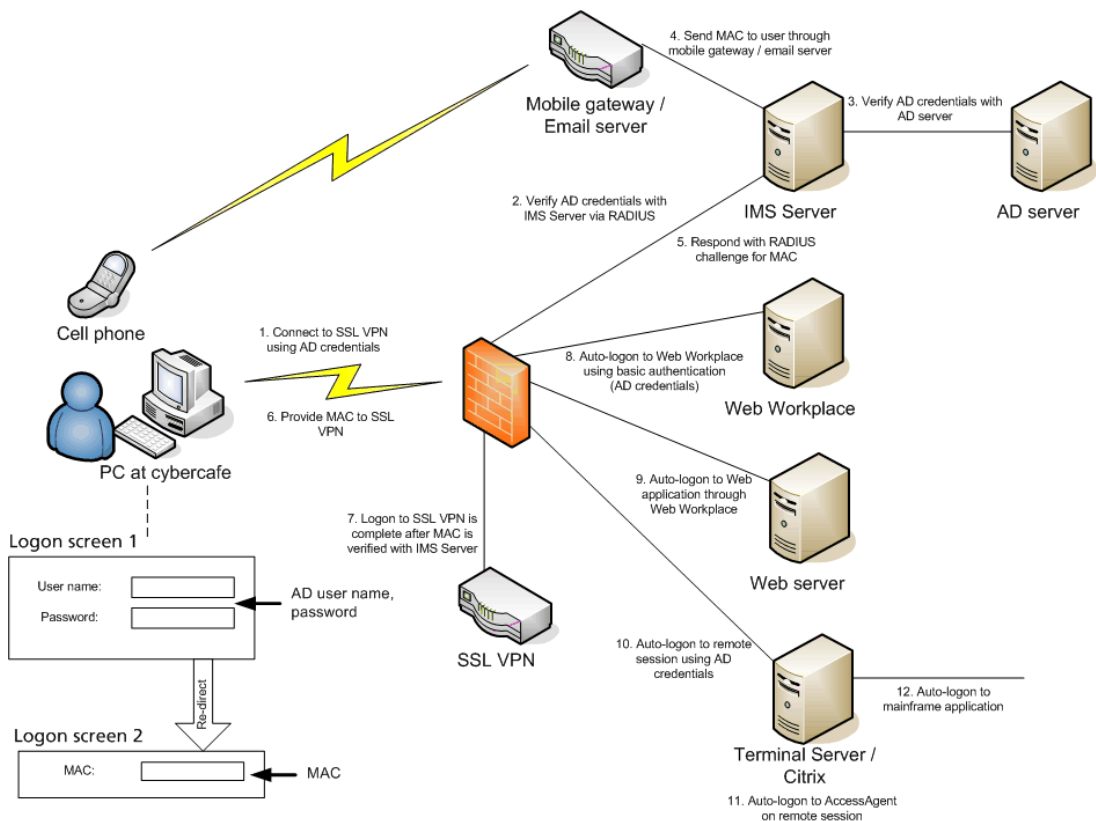 4. Send MAC to user through
mobile gateway / email server
Mobile gateway /
Email server
3. Verify AD credentials with
AD server
2. Verify AD credentials with
IMS Server via RADIUS
IMS Server
AD server
5. Respond with RADIUS
challenge for MAC
Cell phone
1. Connect to SSL VPN
using AD credentials
8. Auto-logon to Web Workplace
using basic authentication
(AD credentials)
6. Provide MAC to SSL
VPN
Web Workplace
PC at cybercafe
9. Auto-logon to Web
application through
Web Workplace
7. Logon to SSL VPN is
complete after MAC is
verified with IMS Server
Logon screen 1
User name:
Password:
AD user name,
password
Web server
SSL VPN
10. Auto-logon to remote
session using AD
credentials
12. Auto-logon to
mainframe application
Re-direct
Logon screen 2
MAC:
MAC
Terminal Server /
Citrix
11. Auto-logon to AccessAgent
on remote session